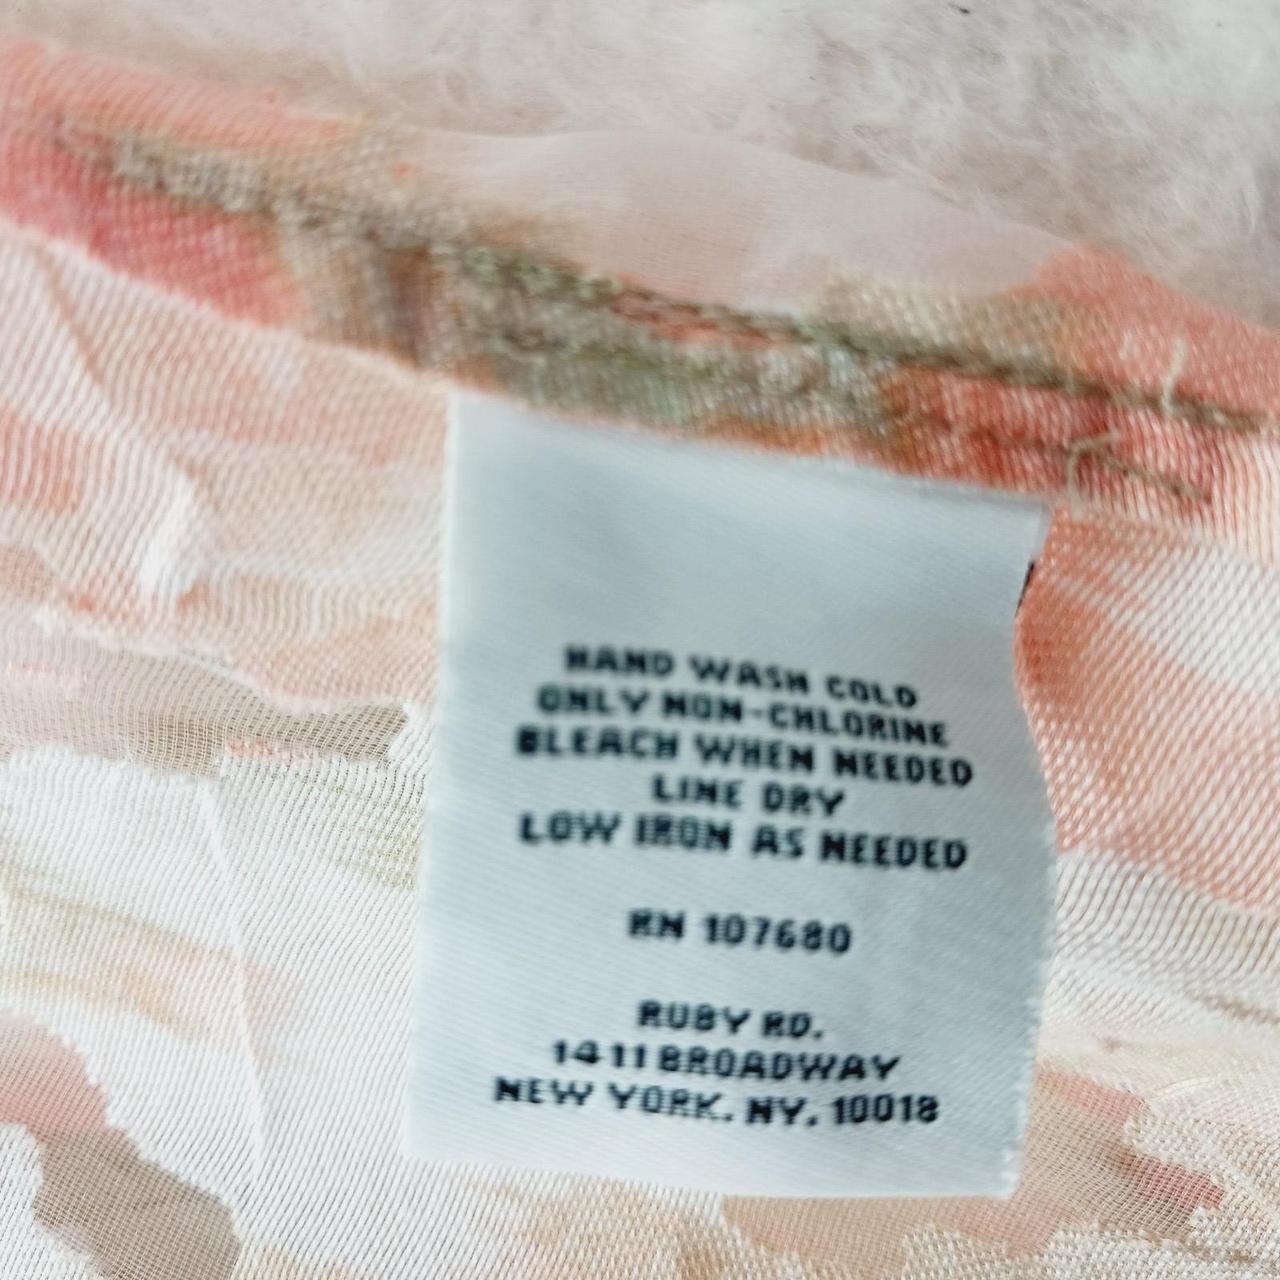 HAND WASH COLD
ONLY NON-CHLORINE
BLEACH WHEN NEEDED
LINE DRY
LOW IRON AS NEEDED
RN 107680
RUBY RD.
1411 BROADWAY
NEW YORK, NY, 10018